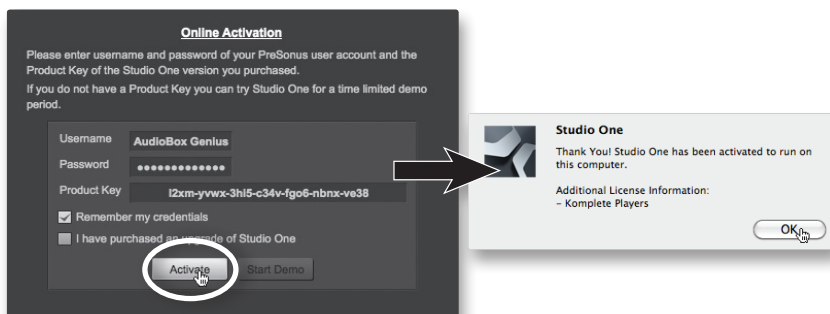 Online Activation
Please enter username and password of your PreSonus user account and the
Product Key of the Studio One version you purchased.
If you do not have a Product Key you can try Studio One for a time limited demo
period.
Username AudioBox Genius
Password •••••••••••••
Product Key l2xm-yvwx-3hl5-c34v-fgo6-nbnx-ve38
Remember my credentials
I have purchased an upgrade of Studio One
Activate Start Demo
Studio One
Thank You! Studio One has been activated to run on
this computer.
Additional License Information:
– Komplete Players
OK